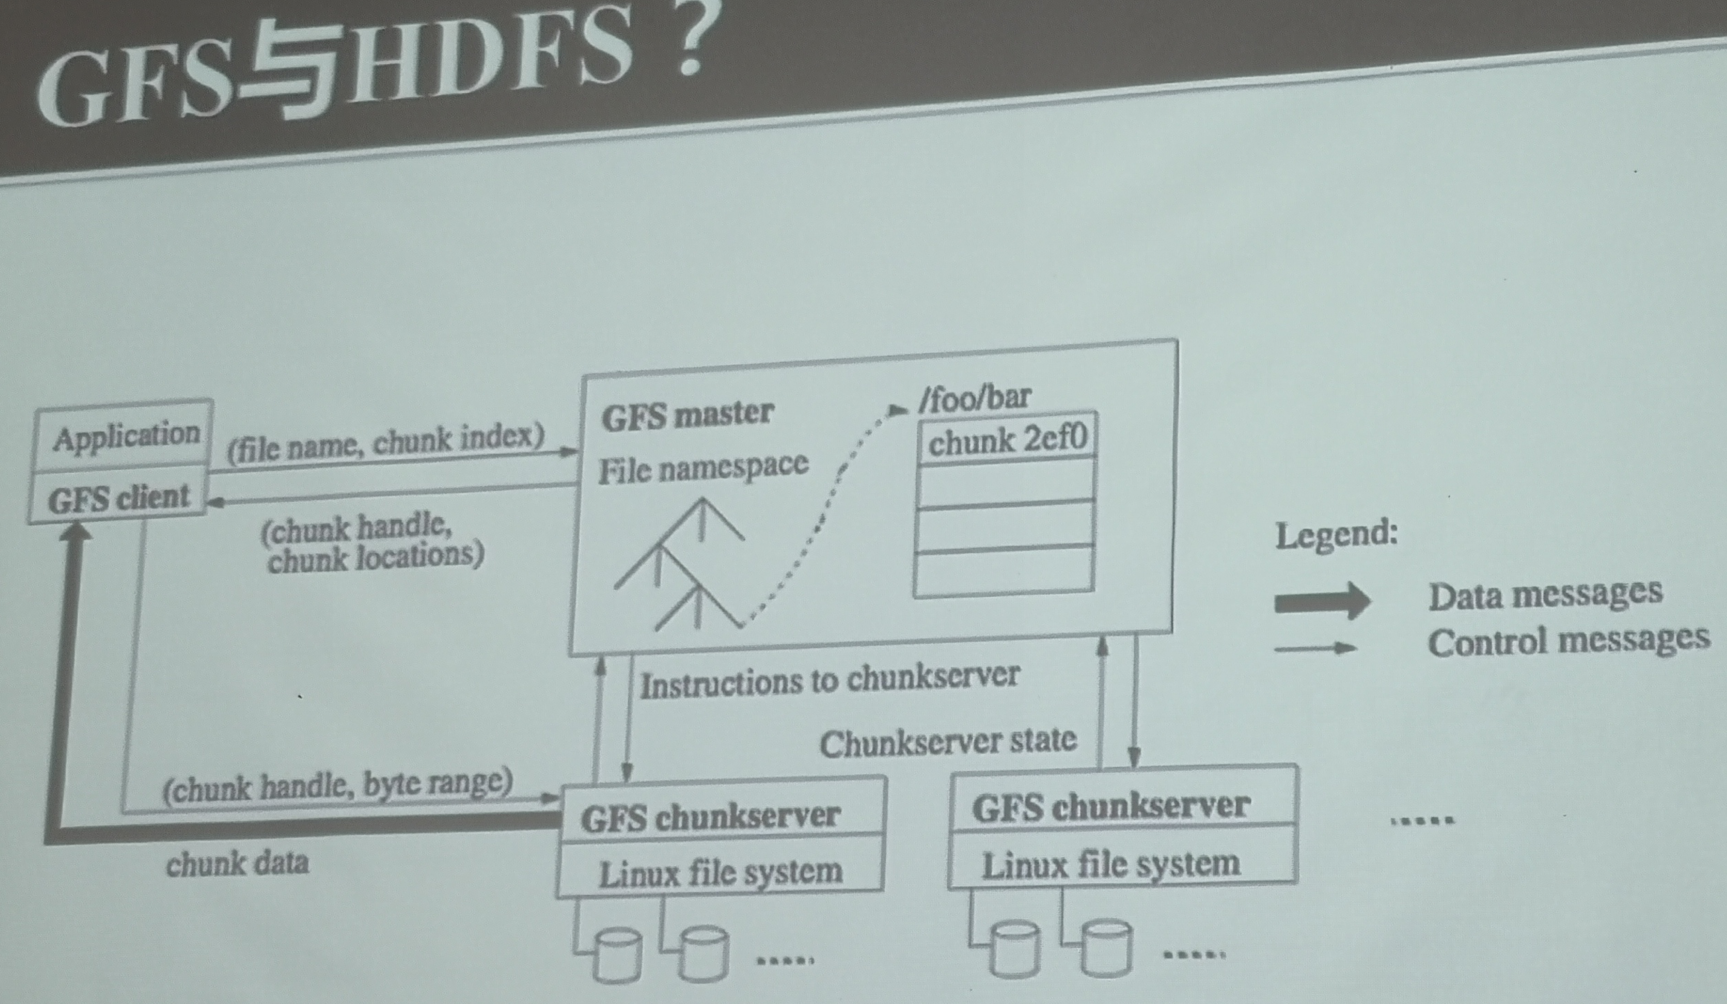 GFS与HDFS？
Application
GFS client
(file name, chunk index)
(chunk handle,
chunk locations)
GFS master
File namespace
/foo/bar
chunk 2ef0
Legend:
Data messages
Control messages
Instructions to chunkserver
Chunkserver state
(chunk handle, byte range)
chunk data
GFS chunkserver
Linux file system
GFS chunkserver
Linux file system